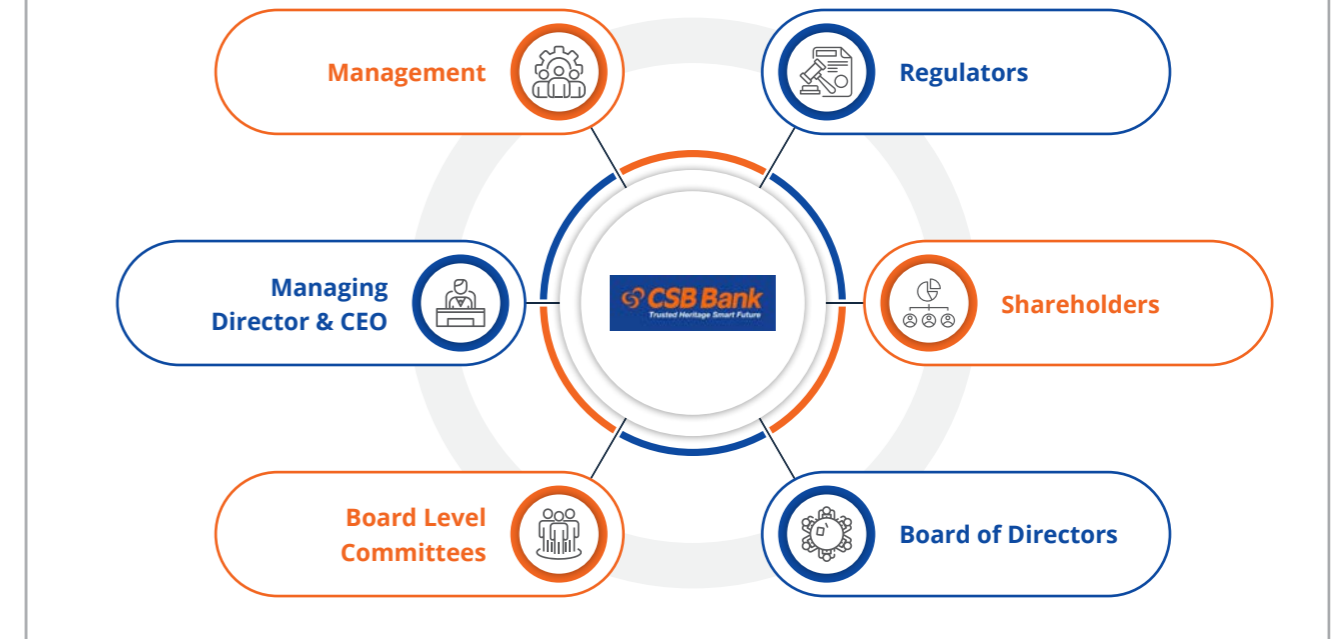 Management
Regulators
Managing
Director & CEO
CSB Bank
Trusted Heritage Smart Future
Shareholders
Board Level
Committees
Board of Directors